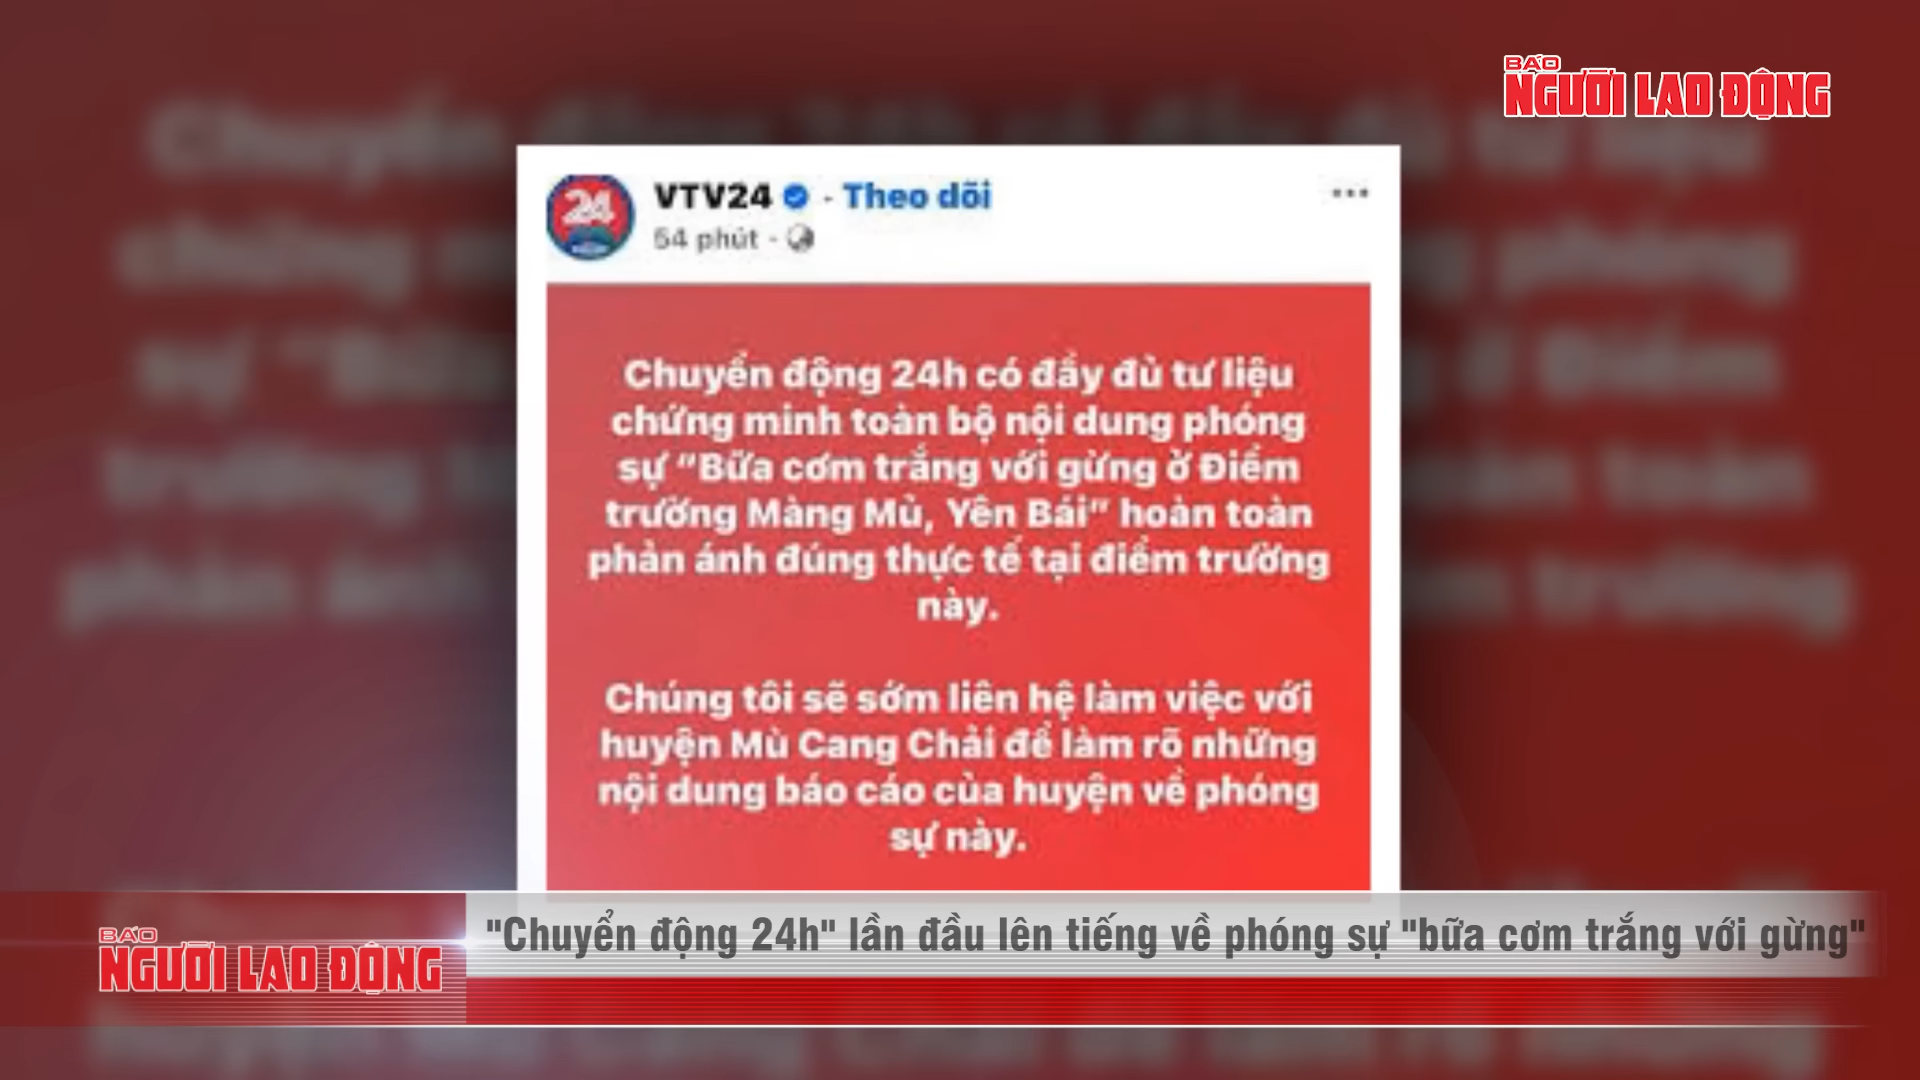 BÁO
NGƯỜI LAO ĐỘNG
VTV24 - Theo dõi
54 phút -
Chuyển động 24h có đầy đủ tư liệu
chứng minh toàn bộ nội dung phóng
sự “Bữa cơm trắng với gừng ở Điểm
trường Màng Mủ, Yên Bái” hoàn toàn
phản ánh đúng thực tế tại điểm trường
này.
Chúng tôi sẽ sớm liên hệ làm việc với
huyện Mù Cang Chải để làm rõ những
nội dung báo cáo của huyện về phóng
sự này.
"Chuyển động 24h" lần đầu lên tiếng về phóng sự "bữa cơm trắng với gừng"
BÁO
NGƯỜI LAO ĐỘNG